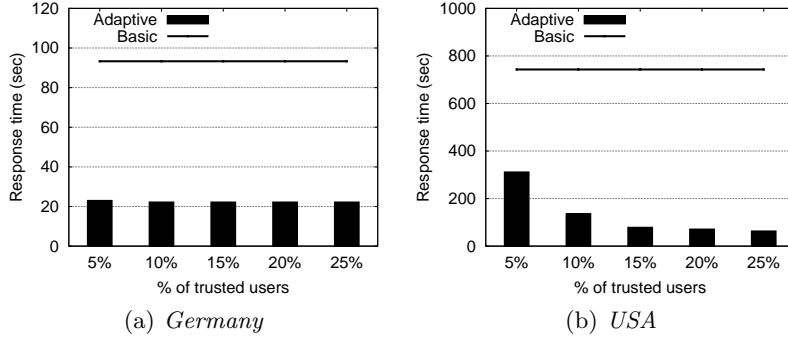 Response time (sec)
120
100
80
60
40
20
0
Adaptive
Basic
5% 10% 15% 20% 25%
% of trusted users
(a) Germany
Response time (sec)
1000
800
600
400
200
0
Adaptive
Basic
5% 10% 15% 20% 25%
% of trusted users
(b) USA